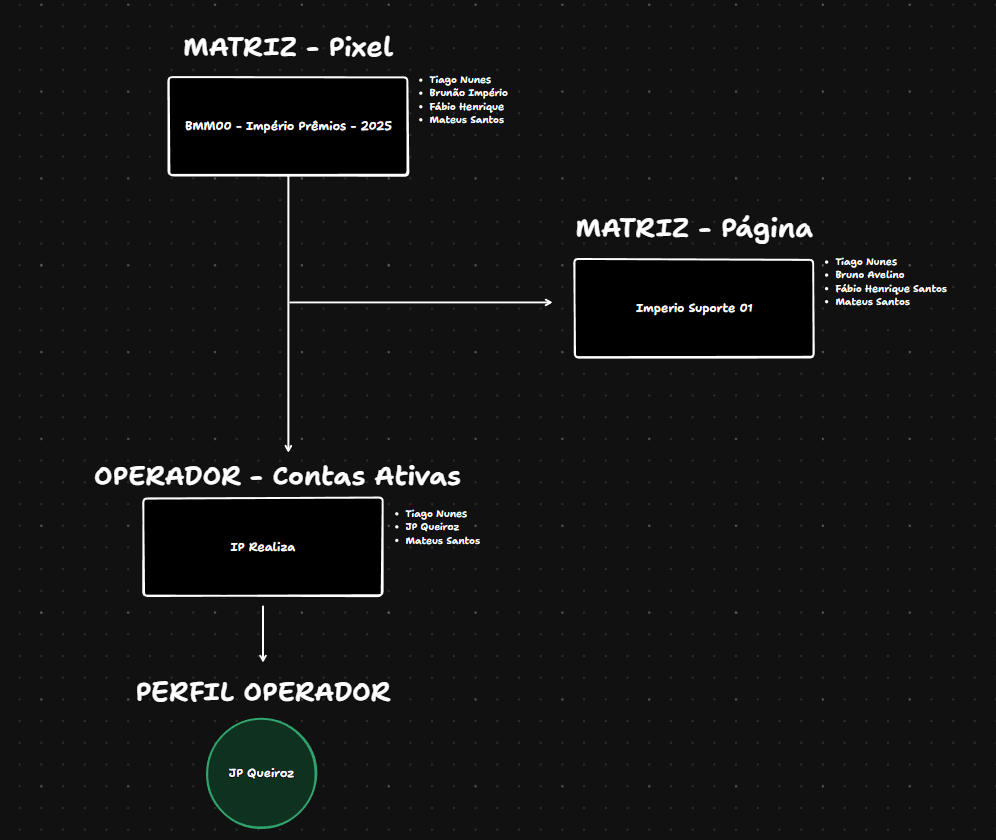 MATRIZ - Pixel
BMM00 - Império Prêmios - 2025
• Tiago Nunes
• Brunão Império
• Fábio Henrique
• Mateus Santos
MATRIZ - Página
Imperio Suporte 01
• Tiago Nunes
• Bruno Avelino
• Fábio Henrique Santos
• Mateus Santos
OPERADOR - Contas Ativas
IP Realiza
• Tiago Nunes
• JP Queiroz
• Mateus Santos
PERFIL OPERADOR
JP Queiroz